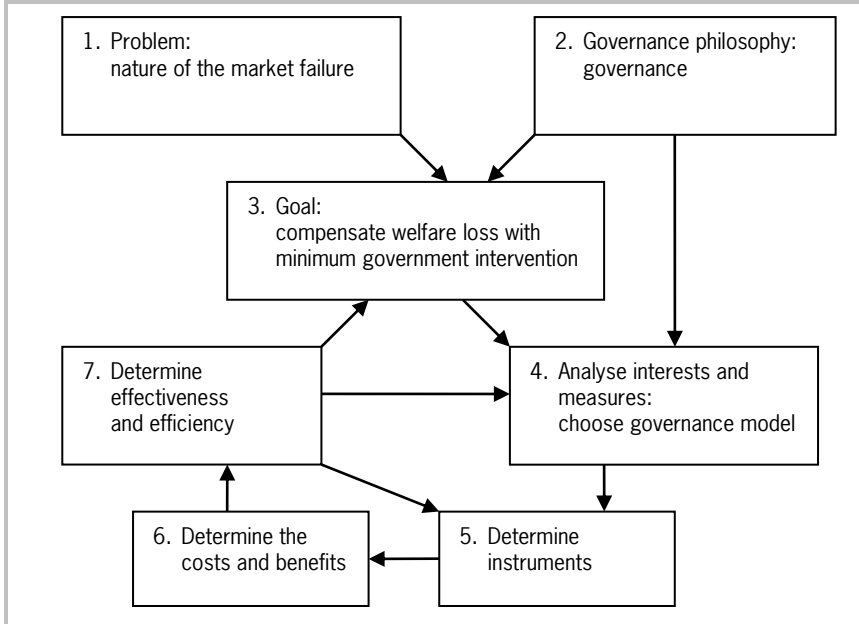 1. Problem:
nature of the market failure
2. Governance philosophy:
governance
3. Goal:
compensate welfare loss with
minimum government intervention
7. Determine
effectiveness
and efficiency
4. Analyse interests and
measures:
choose governance model
6. Determine the
costs and benefits
5. Determine
instruments